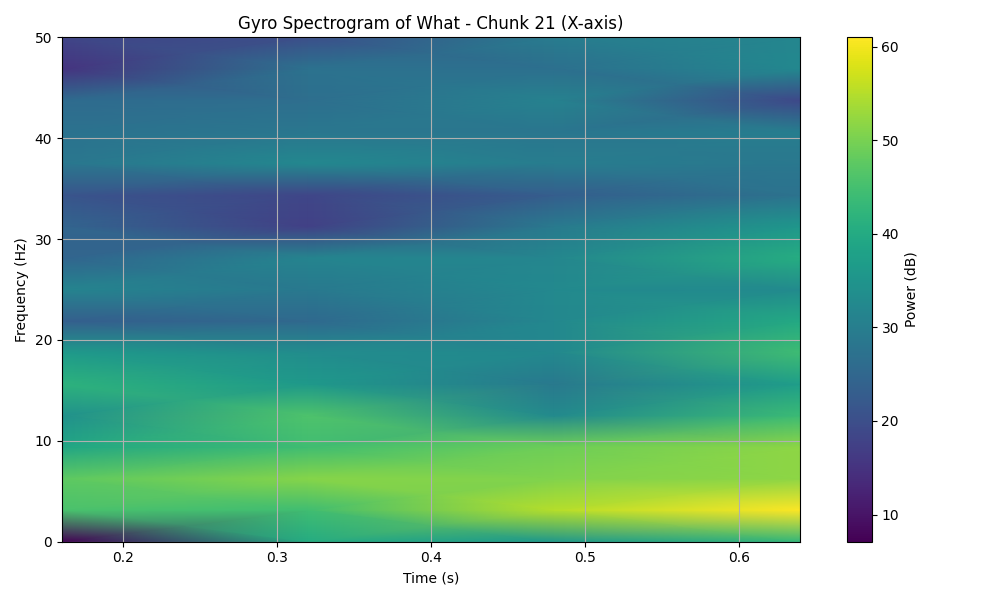 Gyro Spectrogram of What - Chunk 21 (X-axis)
50
40
30
20
10
0
Frequency (Hz)
0.2 0.3 0.4 0.5 0.6
Time (s)
60
50
40
30
20
10
Power (dB)